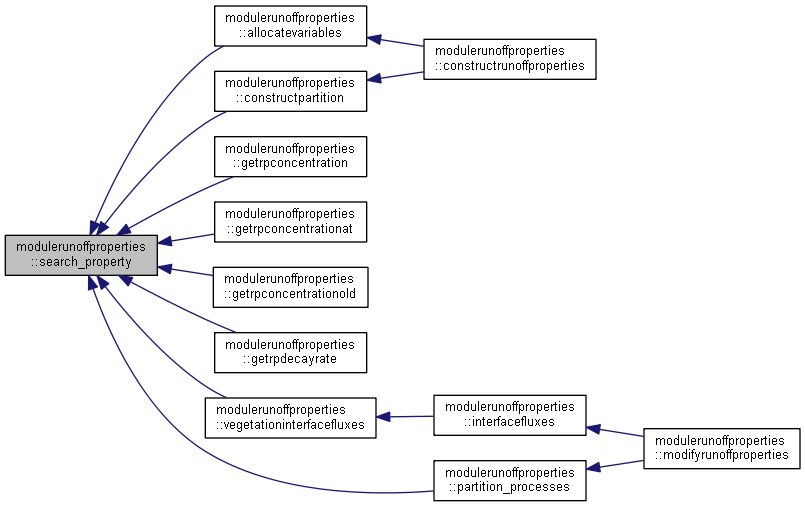 modulerunoffproperties
::allocatevariables
modulerunoffproperties
::constructrunoffproperties
modulerunoffproperties
::constructpartition
modulerunoffproperties
::getrpconcentration
modulerunoffproperties
::getrpconcentrationat
modulerunoffproperties
::search_property
modulerunoffproperties
::getrpconcentrationold
modulerunoffproperties
::getrpdecayrate
modulerunoffproperties
::vegetationinterfacefluxes
modulerunoffproperties
::interfacefluxes
modulerunoffproperties
::modifyrunoffproperties
modulerunoffproperties
::partition_processes